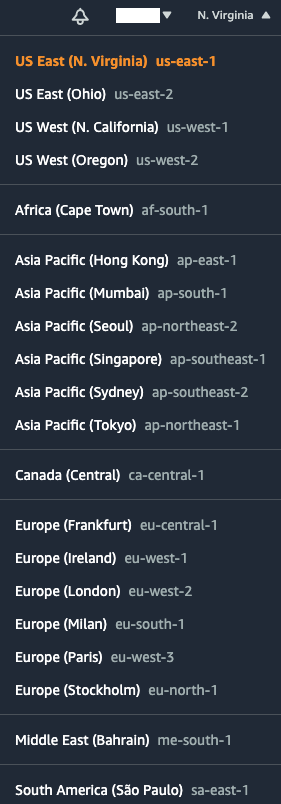 N. Virginia
US East (N. Virginia) us-east-1
US East (Ohio) us-east-2
US West (N. California) us-west-1
US West (Oregon) us-west-2
Africa (Cape Town) af-south-1
Asia Pacific (Hong Kong) ap-east-1
Asia Pacific (Mumbai) ap-south-1
Asia Pacific (Seoul) ap-northeast-2
Asia Pacific (Singapore) ap-southeast-1
Asia Pacific (Sydney) ap-southeast-2
Asia Pacific (Tokyo) ap-northeast-1
Canada (Central) ca-central-1
Europe (Frankfurt) eu-central-1
Europe (Ireland) eu-west-1
Europe (London) eu-west-2
Europe (Milan) eu-south-1
Europe (Paris) eu-west-3
Europe (Stockholm) eu-north-1
Middle East (Bahrain) me-south-1
South America (São Paulo) sa-east-1